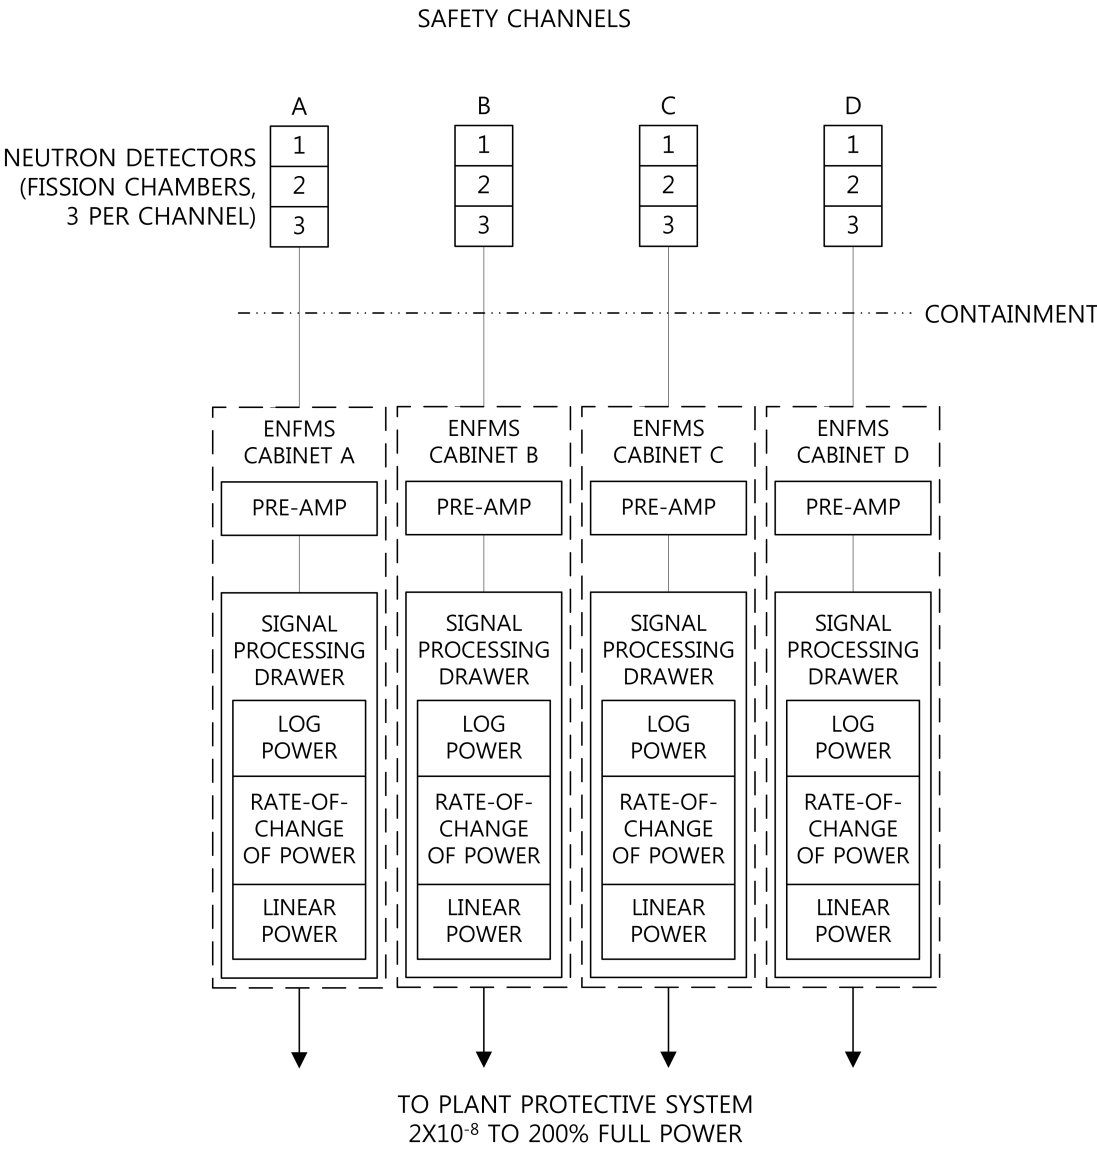 SAFETY CHANNELS
A B C D
NEUTRON DETECTORS
(FISSION CHAMBERS,
3 PER CHANNEL)
1 1 1 1
2 2 2 2
3 3 3 3
CONTAINMENT
ENFMS
CABINET A
PRE-AMP
SIGNAL
PROCESSING
DRAWER
LOG
POWER
RATE-OF-
CHANGE
OF POWER
LINEAR
POWER
ENFMS
CABINET B
PRE-AMP
SIGNAL
PROCESSING
DRAWER
LOG
POWER
RATE-OF-
CHANGE
OF POWER
LINEAR
POWER
ENFMS
CABINET C
PRE-AMP
SIGNAL
PROCESSING
DRAWER
LOG
POWER
RATE-OF-
CHANGE
OF POWER
LINEAR
POWER
ENFMS
CABINET D
PRE-AMP
SIGNAL
PROCESSING
DRAWER
LOG
POWER
RATE-OF-
CHANGE
OF POWER
LINEAR
POWER
TO PLANT PROTECTIVE SYSTEM
2X10⁻⁸ TO 200% FULL POWER